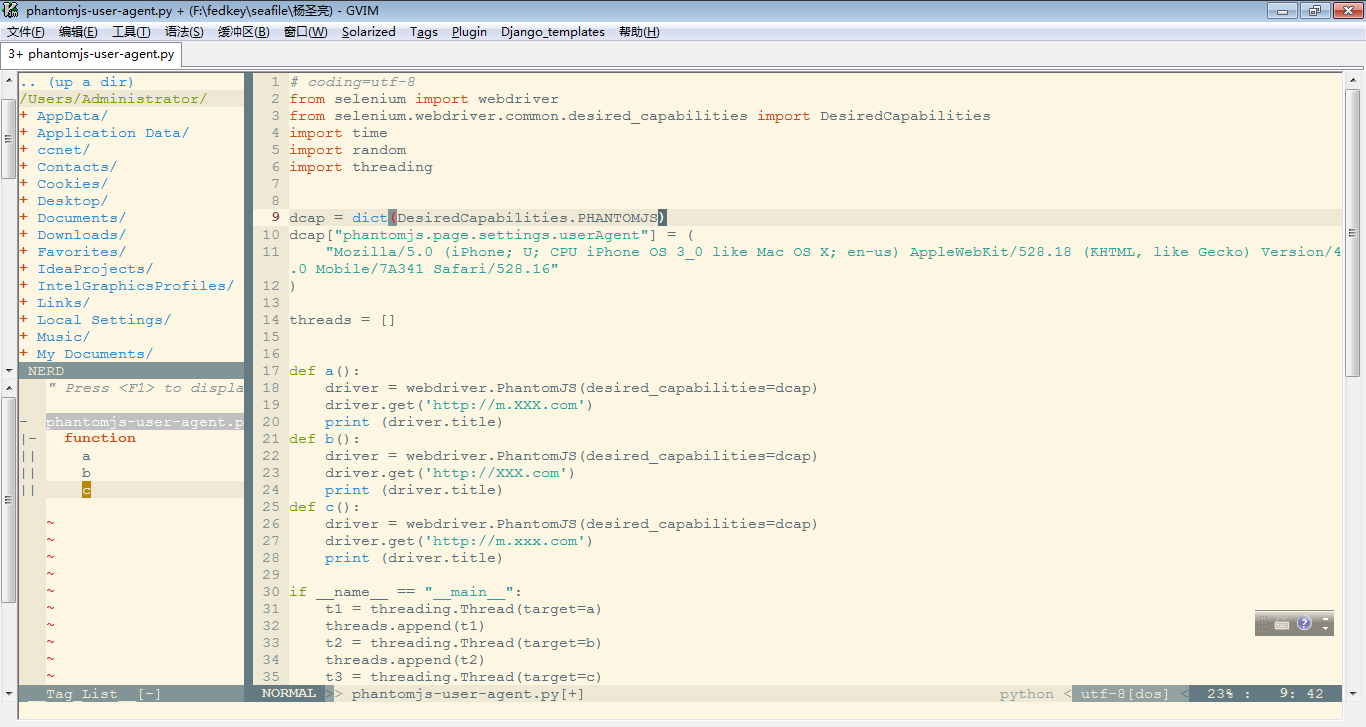 phantomjs-user-agent.py + (F:\fedkey\seafile\杨圣亮) - GVIM
文件(F) 编辑(E) 工具(T) 语法(S) 缓冲区(B) 窗口(W) Solarized Tags Plugin Django_templates 帮助(H)
3+ phantomjs-user-agent.py
.. (up a dir)
/Users/Administrator/
+ AppData/
+ Application Data/
+ ccnet/
+ Contacts/
+ Cookies/
+ Desktop/
+ Documents/
+ Downloads/
+ Favorites/
+ IdeaProjects/
+ IntelGraphicsProfiles/
+ Links/
+ Local Settings/
+ Music/
+ My Documents/
NERD
" Press <F1> to displa
- phantomjs-user-agent.p
|- function
|| a
|| b
|| c
~
~
~
~
~
~
~
~
~
~
__Tag_List__[-]
1 # coding=utf-8
2 from selenium import webdriver
3 from selenium.webdriver.common.desired_capabilities import DesiredCapabilities
4 import time
5 import random
6 import threading
7
8
9 dcap = dict(DesiredCapabilities.PHANTOMJS)
10 dcap["phantomjs.page.settings.userAgent"] = (
11 "Mozilla/5.0 (iPhone; U; CPU iPhone OS 3_0 like Mac OS X; en-us) AppleWebKit/528.18 (KHTML, like Gecko) Version/4
.0 Mobile/7A341 Safari/528.16"
12 )
13
14 threads = []
15
16
17 def a():
18 driver = webdriver.PhantomJS(desired_capabilities=dcap)
19 driver.get('http://m.XXX.com')
20 print (driver.title)
21 def b():
22 driver = webdriver.PhantomJS(desired_capabilities=dcap)
23 driver.get('http://XXX.com')
24 print (driver.title)
25 def c():
26 driver = webdriver.PhantomJS(desired_capabilities=dcap)
27 driver.get('http://m.xxx.com')
28 print (driver.title)
29
30 if __name__ == "__main__":
31 t1 = threading.Thread(target=a)
32 threads.append(t1)
33 t2 = threading.Thread(target=b)
34 threads.append(t2)
35 t3 = threading.Thread(target=c)
NORMAL >> phantomjs-user-agent.py[+] python < utf-8[dos] < 23% : 9: 42